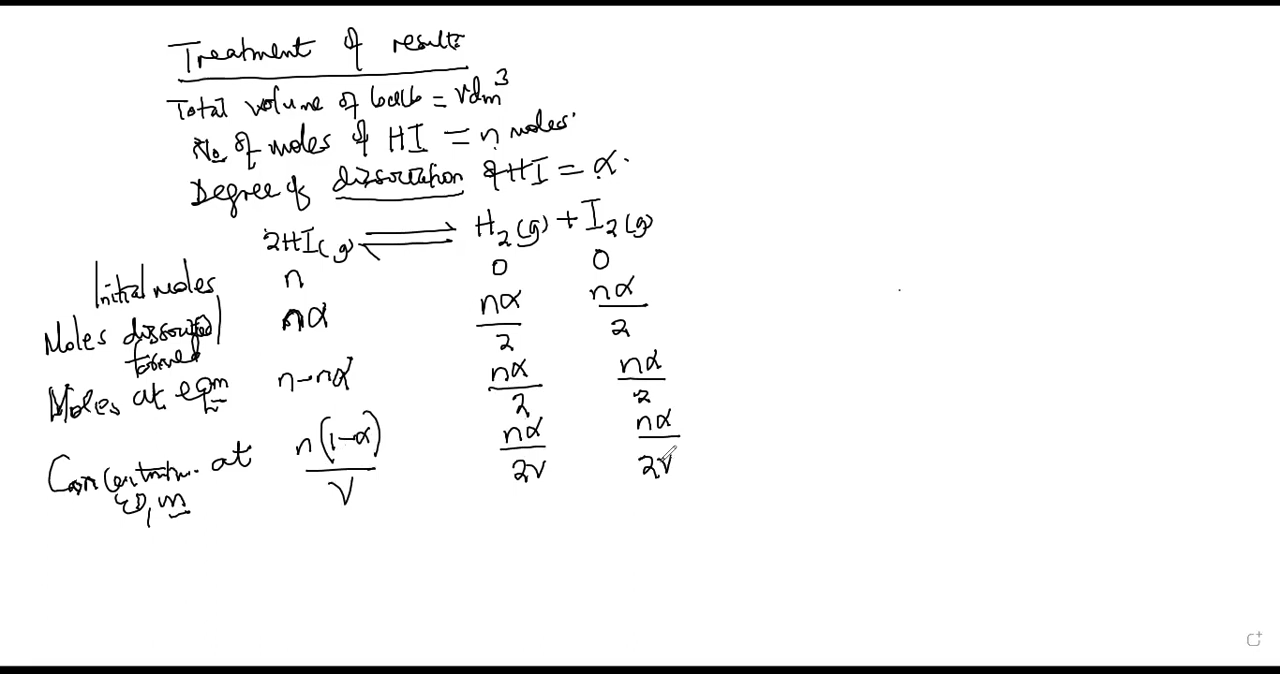 Treatment of results
Total volume of bulb = Vdm³
No of moles of HI = n moles.
Degree of dissociation of HI = α.
2HI(g) ⇌ H₂(g) + I₂(g)
Initial moles n 0 0
Moles dissociated/formed nα nα/2 nα/2
Moles at eqm n-nα nα/2 nα/2
Concentration at eqm n(1-α)/V nα/2V nα/2V